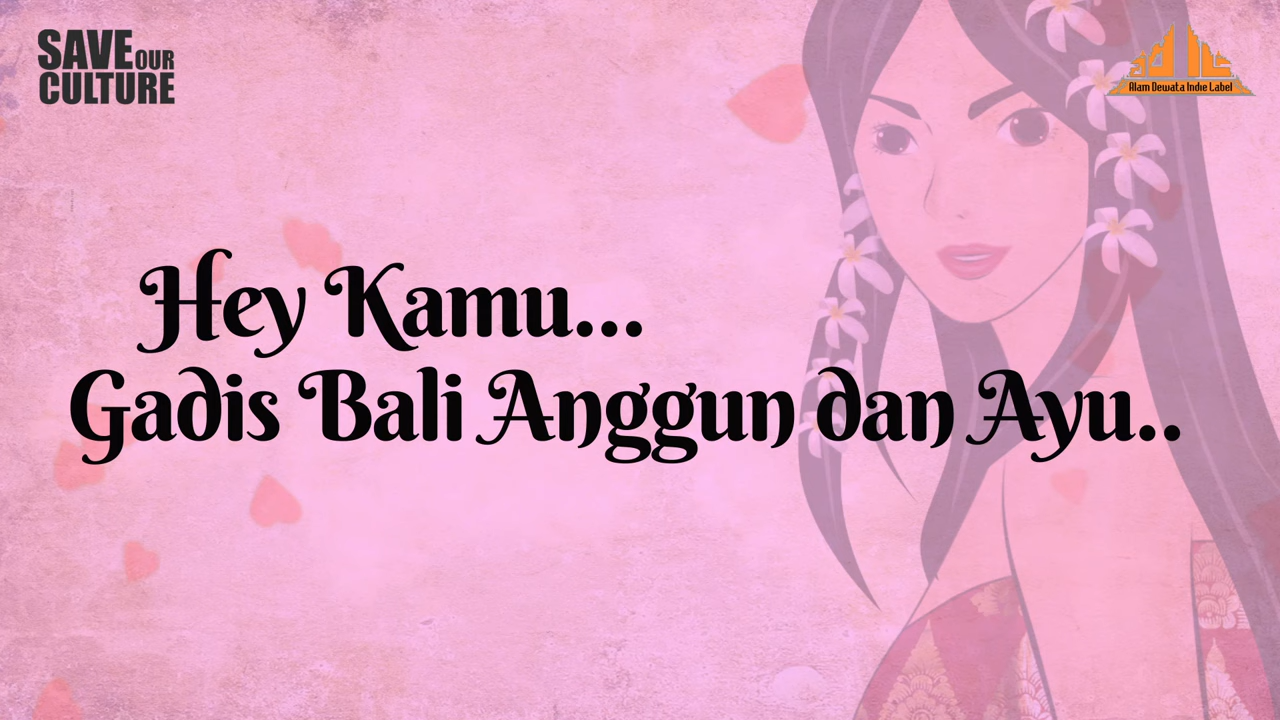 SAVE OUR
CULTURE
Alam Dewata Indie Label
Hey Kamu...
Gadis Bali Anggun dan Ayu..